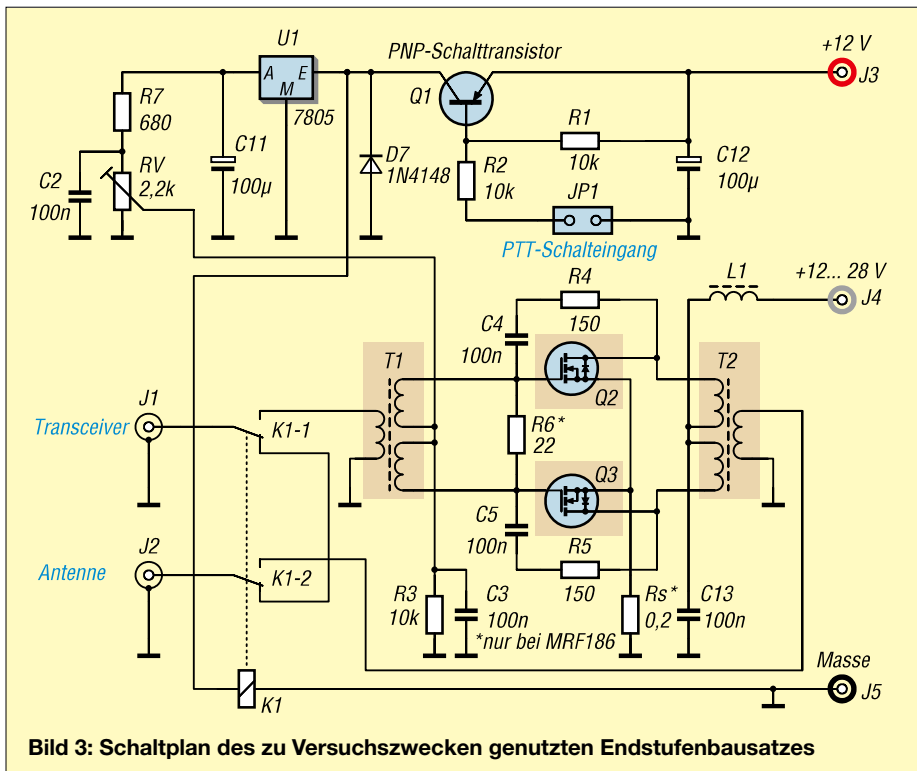 U1
PNP-Schalttransistor
+12 V
A
E
M
7805
Q1
J3
R7
680
C11
100µ
D7
1N4148
R1
10k
R2
10k
C12
100µ
C2
100n
RV
2,2k
JP1
PTT-Schalteingang
L1
+12... 28 V
J4
R4
150
C4
100n
T1
T2
Q2
J1
Transceiver
K1-1
R6*
22
Q3
C5
100n
R5
150
J2
Antenne
K1-2
R3
10k
C3
100n
*nur bei MRF186
Rs*
0,2
C13
100n
Masse
J5
K1
Bild 3: Schaltplan des zu Versuchszwecken genutzten Endstufenbausatzes